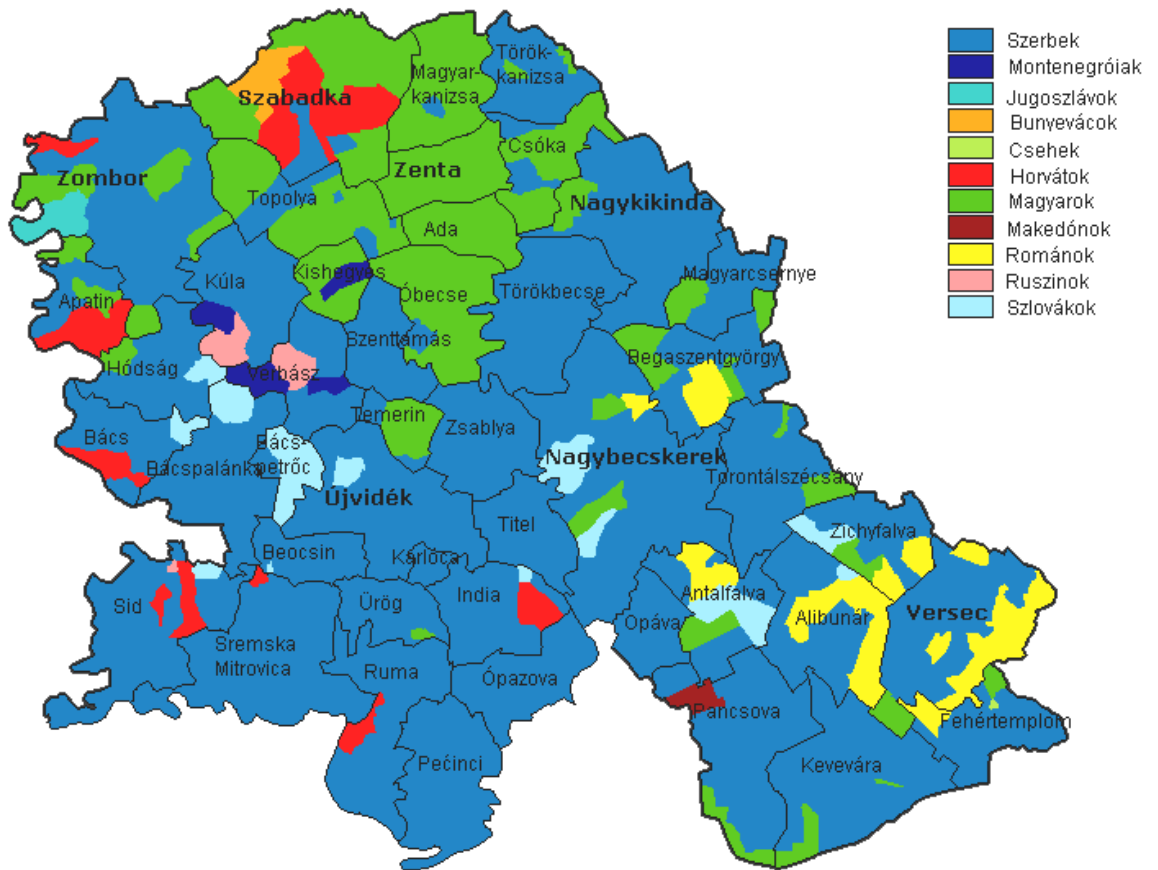 Szerbek
Montenegróiak
Jugoszlávok
Bunyevácok
Csehek
Horvátok
Magyarok
Makedónok
Románok
Ruszinok
Szlovákok
Török-
kanizsa
Magyar-
kanizsa
Szabadka
Csóka
Zenta
Zombor
Topolya
Nagykikinda
Ada
Kishegyes
Magyarcsernye
Kúla
Óbecse
Törökbecse
Apatin
Szenttamás
Begaszentgyörgy
Hódság
Verbász
Temerin
Zsablya
Bács
Bács-
petrőc
Bácspalánka
Nagybecskerek
Torontálszécsány
Újvidék
Titel
Zichyfalva
Beocsin
Karlóca
Antalfalva
India
Sid
Ürög
Opáva
Alibunár
Versec
Sremska
Mitrovica
Ruma
Ópazova
Pancsova
Fehértemplom
Pećinci
Kevevára